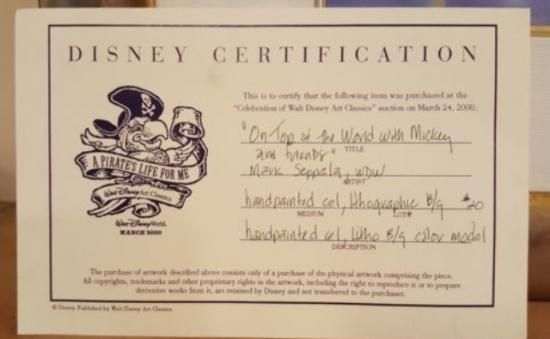 DISNEY CERTIFICATION
This is to certify that the following item was purchased at the
"Celebration of Walt Disney Art Classics" auction on March 24, 2000.
"On Top of the World with Mickey
and friends"
TITLE
Mark Seppala, WDW
ARTIST
handpainted cel, lithographic B/g #20
MEDIUM LOT#
handpainted cel, litho B/g color model
DESCRIPTION
A PIRATE'S LIFE FOR ME
Walt Disney Art Classics
Walt Disney World
MARCH 2000
The purchase of artwork described above consists only of a purchase of the physical artwork comprising the piece.
All copyrights, trademarks and other proprietary rights in the artwork, including the right to reproduce it or to prepare
derivative works from it, are retained by Disney and not transferred to the purchaser.
© Disney. Published by Walt Disney Art Classics